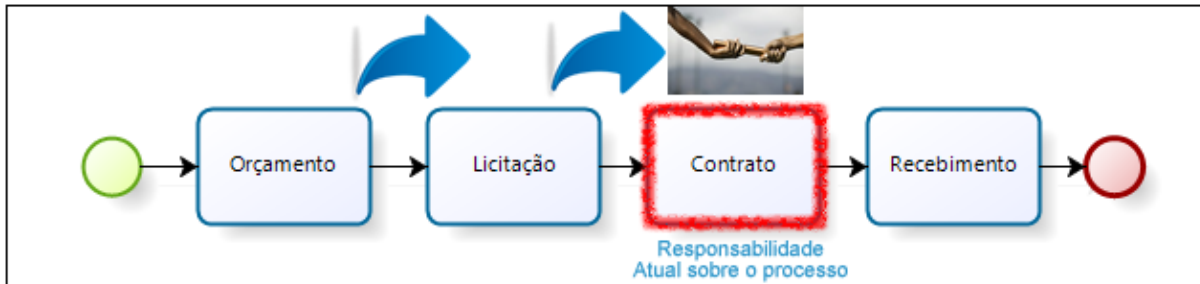 Orçamento
Licitação
Contrato
Recebimento
Responsabilidade
Atual sobre o processo